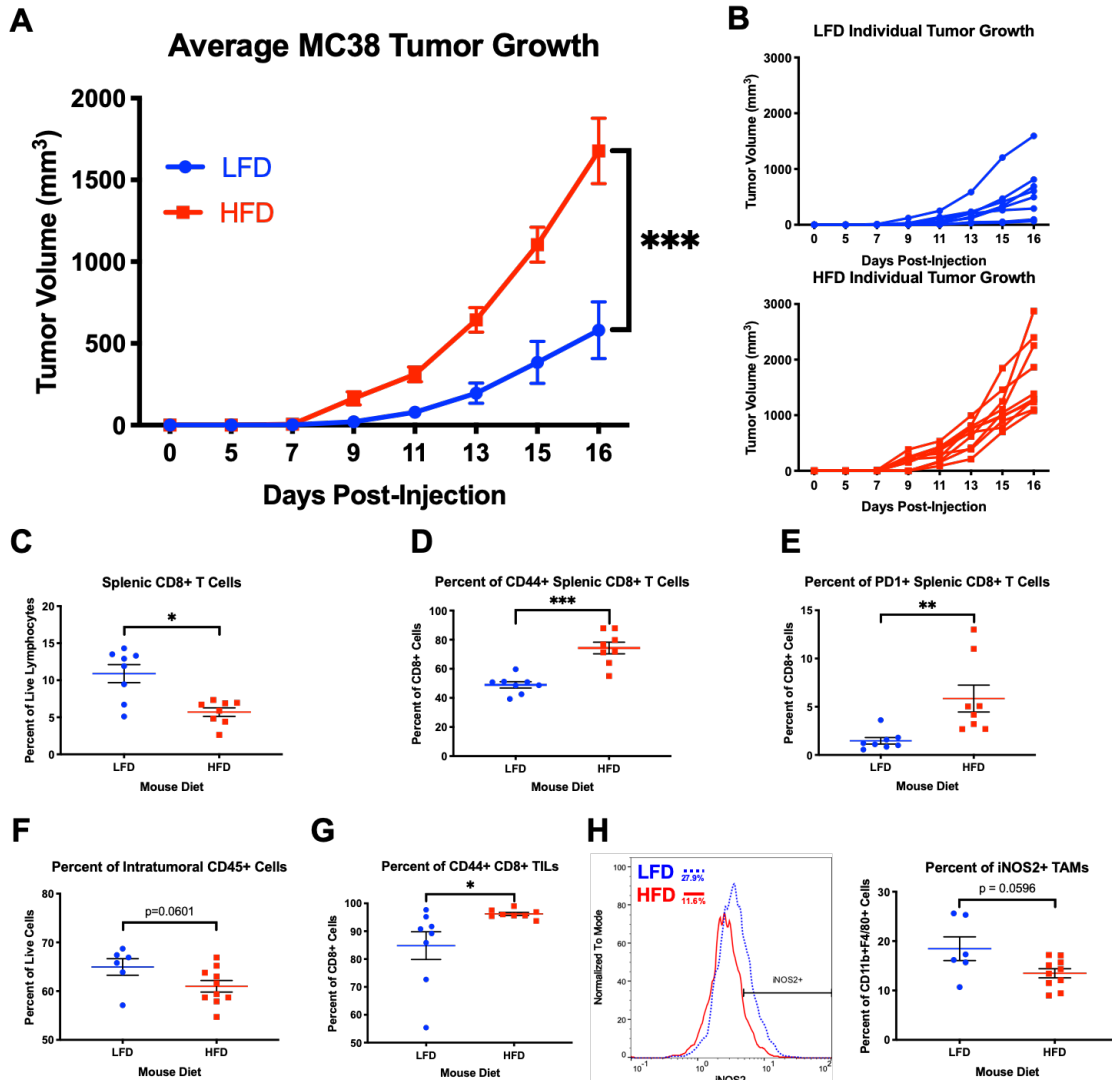 A
Average MC38 Tumor Growth
Tumor Volume (mm³)
2000
1500
1000
500
0
LFD
HFD
***
0 5 7 9 11 13 15 16
Days Post-Injection
B
LFD Individual Tumor Growth
Tumor Volume (mm³)
3000
2000
1000
0
0 5 7 9 11 13 15 16
Days Post-Injection
HFD Individual Tumor Growth
Tumor Volume (mm³)
3000
2000
1000
0
0 5 7 9 11 13 15 16
Days Post-Injection
C
Splenic CD8+ T Cells
Percent of Live Lymphocytes
20
15
10
5
0
*
LFD HFD
Mouse Diet
D
Percent of CD44+ Splenic CD8+ T Cells
Percent of CD8+ Cells
100
80
60
40
20
0
***
LFD HFD
Mouse Diet
E
Percent of PD1+ Splenic CD8+ T Cells
Percent of CD8+ Cells
15
10
5
0
**
LFD HFD
Mouse Diet
F
Percent of Intratumoral CD45+ Cells
Percent of Live Cells
80
70
60
50
p=0.0601
LFD HFD
Mouse Diet
G
Percent of CD44+ CD8+ TILs
Percent of CD8+ Cells
100
90
80
70
60
50
*
LFD HFD
Mouse Diet
H
Normalized To Mode
100
80
60
40
20
0
LFD
27.9%
HFD
11.6%
iNOS2+
10⁻¹ 10⁰ 10¹ 10²
iNOS2
Percent of iNOS2+ TAMs
Percent of CD11b+F4/80+ Cells
30
20
10
0
p = 0.0596
LFD HFD
Mouse Diet